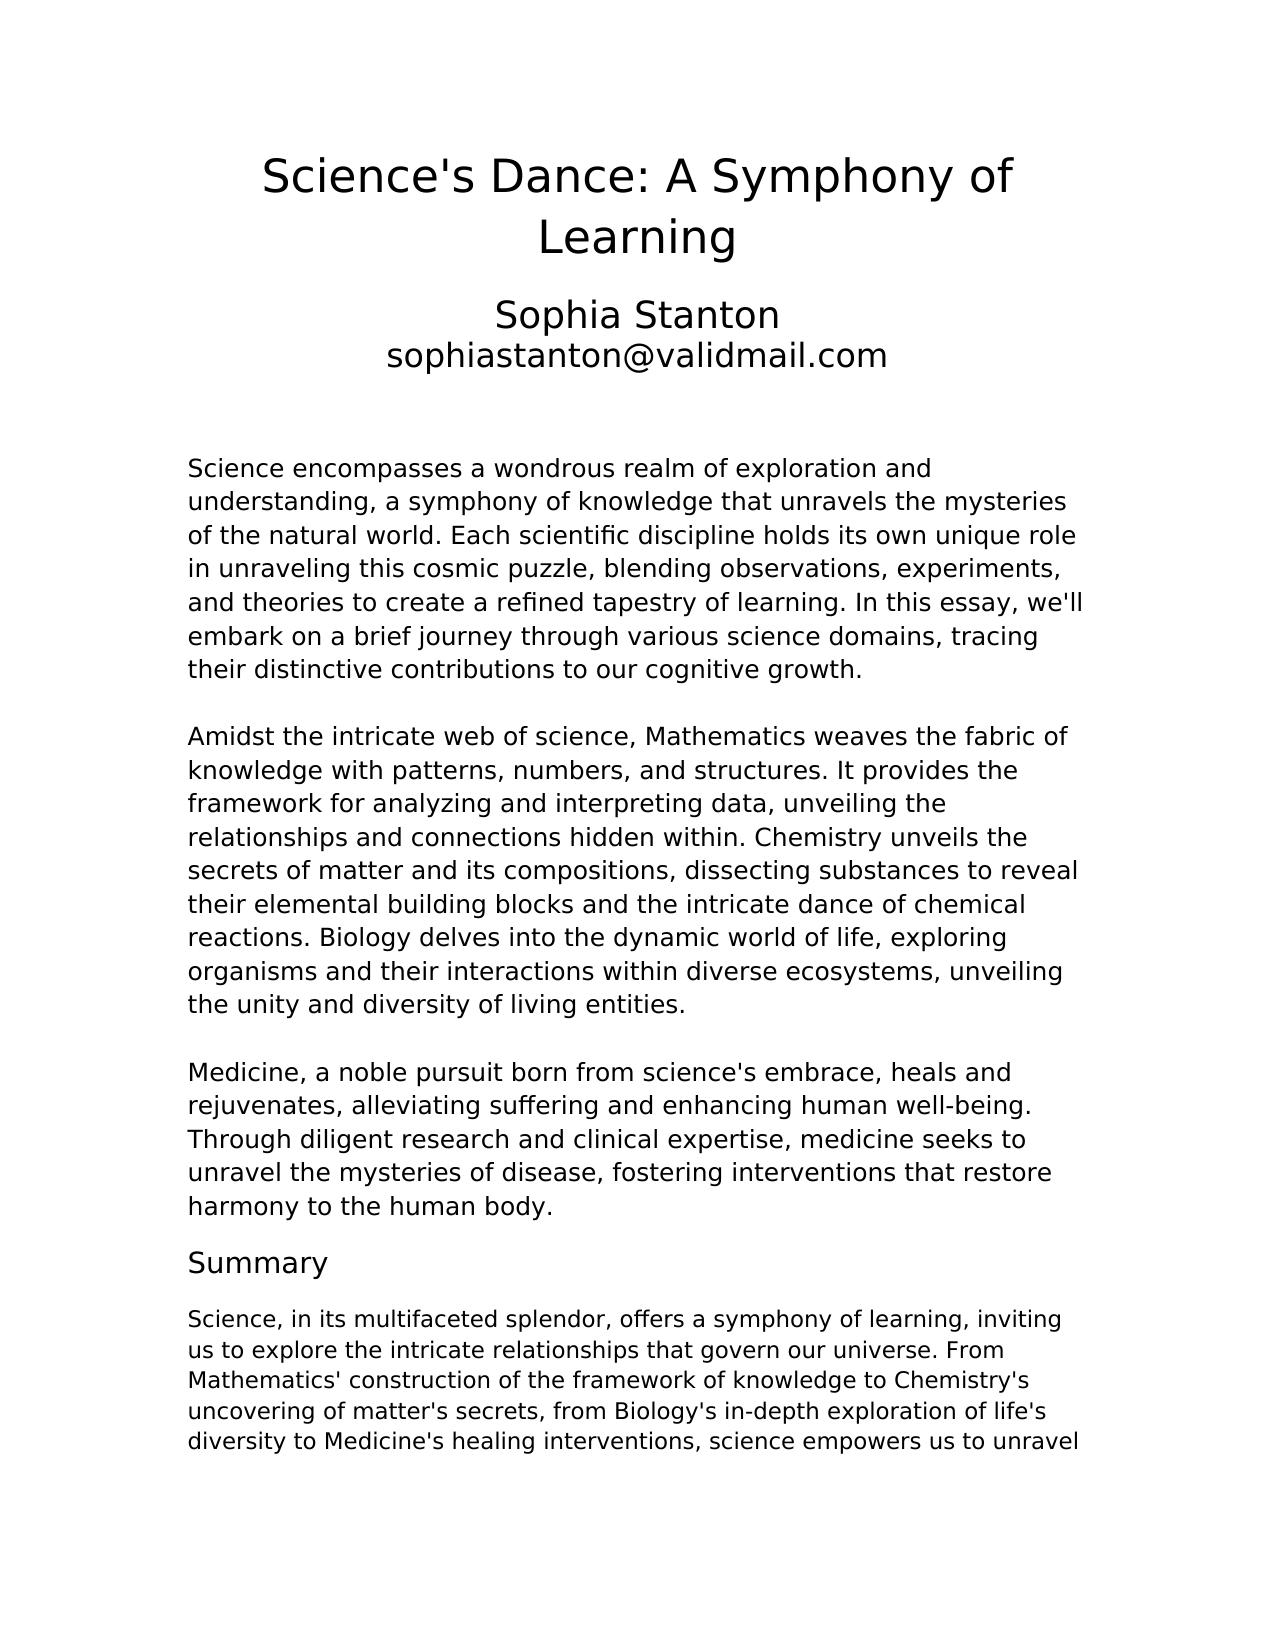 Science's Dance: A Symphony of
Learning
Sophia Stanton
sophiastanton@validmail.com
Science encompasses a wondrous realm of exploration and
understanding, a symphony of knowledge that unravels the mysteries
of the natural world. Each scientific discipline holds its own unique role
in unraveling this cosmic puzzle, blending observations, experiments,
and theories to create a refined tapestry of learning. In this essay, we'll
embark on a brief journey through various science domains, tracing
their distinctive contributions to our cognitive growth.
Amidst the intricate web of science, Mathematics weaves the fabric of
knowledge with patterns, numbers, and structures. It provides the
framework for analyzing and interpreting data, unveiling the
relationships and connections hidden within. Chemistry unveils the
secrets of matter and its compositions, dissecting substances to reveal
their elemental building blocks and the intricate dance of chemical
reactions. Biology delves into the dynamic world of life, exploring
organisms and their interactions within diverse ecosystems, unveiling
the unity and diversity of living entities.
Medicine, a noble pursuit born from science's embrace, heals and
rejuvenates, alleviating suffering and enhancing human well-being.
Through diligent research and clinical expertise, medicine seeks to
unravel the mysteries of disease, fostering interventions that restore
harmony to the human body.
Summary
Science, in its multifaceted splendor, offers a symphony of learning, inviting
us to explore the intricate relationships that govern our universe. From
Mathematics' construction of the framework of knowledge to Chemistry's
uncovering of matter's secrets, from Biology's in-depth exploration of life's
diversity to Medicine's healing interventions, science empowers us to unravel